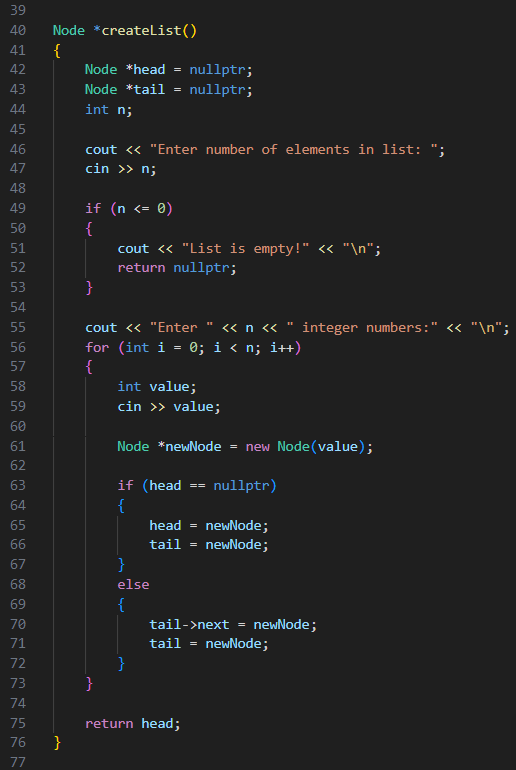 39
40 Node *createList()
41 {
42     Node *head = nullptr;
43     Node *tail = nullptr;
44     int n;
45
46     cout << "Enter number of elements in list: ";
47     cin >> n;
48
49     if (n <= 0)
50     {
51         cout << "List is empty!" << "\n";
52         return nullptr;
53     }
54
55     cout << "Enter " << n << " integer numbers:" << "\n";
56     for (int i = 0; i < n; i++)
57     {
58         int value;
59         cin >> value;
60
61         Node *newNode = new Node(value);
62
63         if (head == nullptr)
64         {
65             head = newNode;
66             tail = newNode;
67         }
68         else
69         {
70             tail->next = newNode;
71             tail = newNode;
72         }
73     }
74
75     return head;
76 }
77